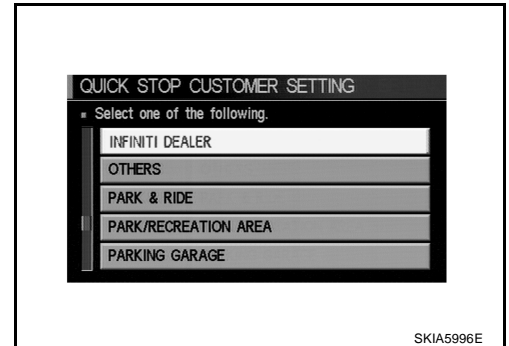 QUICK STOP CUSTOMER SETTING
Select one of the following.
INFINITI DEALER
OTHERS
PARK & RIDE
PARK/RECREATION AREA
PARKING GARAGE
SKIA5996E